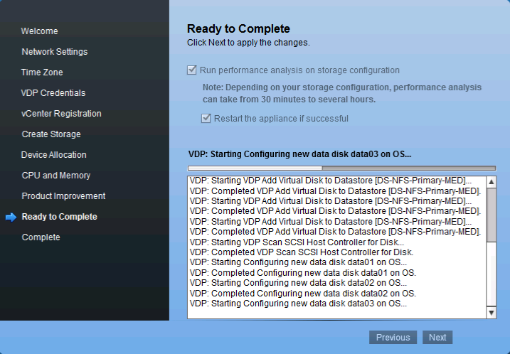 Welcome
Network Settings
Time Zone
VDP Credentials
vCenter Registration
Create Storage
Device Allocation
CPU and Memory
Product Improvement
Ready to Complete
Complete
Ready to Complete
Click Next to apply the changes.
Run performance analysis on storage configuration
Note: Depending on your storage configuration, performance analysis
can take from 30 minutes to several hours.
Restart the appliance if successful
VDP: Starting Configuring new data disk data03 on OS...
VDP: Starting VDP Add Virtual Disk to Datastore [DS-NFS-Primary-MED]...
VDP: Completed VDP Add Virtual Disk to Datastore [DS-NFS-Primary-MED].
VDP: Starting VDP Add Virtual Disk to Datastore [DS-NFS-Primary-MED]...
VDP: Completed VDP Add Virtual Disk to Datastore [DS-NFS-Primary-MED].
VDP: Starting VDP Add Virtual Disk to Datastore [DS-NFS-Primary-MED]...
VDP: Completed VDP Add Virtual Disk to Datastore [DS-NFS-Primary-MED].
VDP: Starting VDP Scan SCSI Host Controller for Disk...
VDP: Completed VDP Scan SCSI Host Controller for Disk.
VDP: Starting Configuring new data disk data01 on OS...
VDP: Completed Configuring new data disk data01 on OS.
VDP: Starting Configuring new data disk data02 on OS...
VDP: Completed Configuring new data disk data02 on OS.
VDP: Starting Configuring new data disk data03 on OS...
Previous
Next